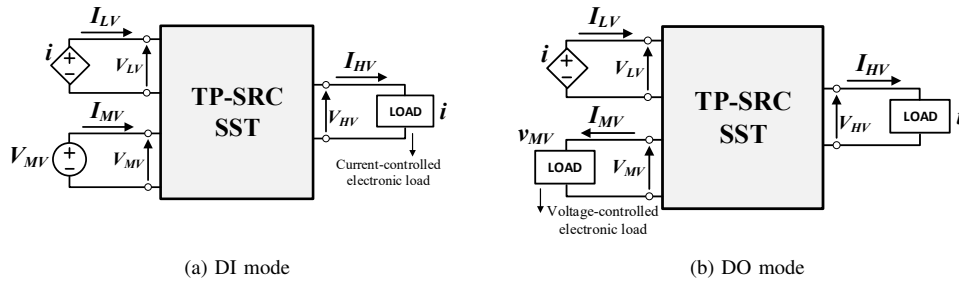 I_LV
i
V_LV
I_MV
V_MV
V_MV
TP-SRC
SST
I_HV
V_HV
LOAD
i
Current-controlled
electronic load
(a) DI mode
I_LV
i
V_LV
I_MV
v_MV
LOAD
V_MV
Voltage-controlled
electronic load
TP-SRC
SST
I_HV
V_HV
LOAD
i
(b) DO mode